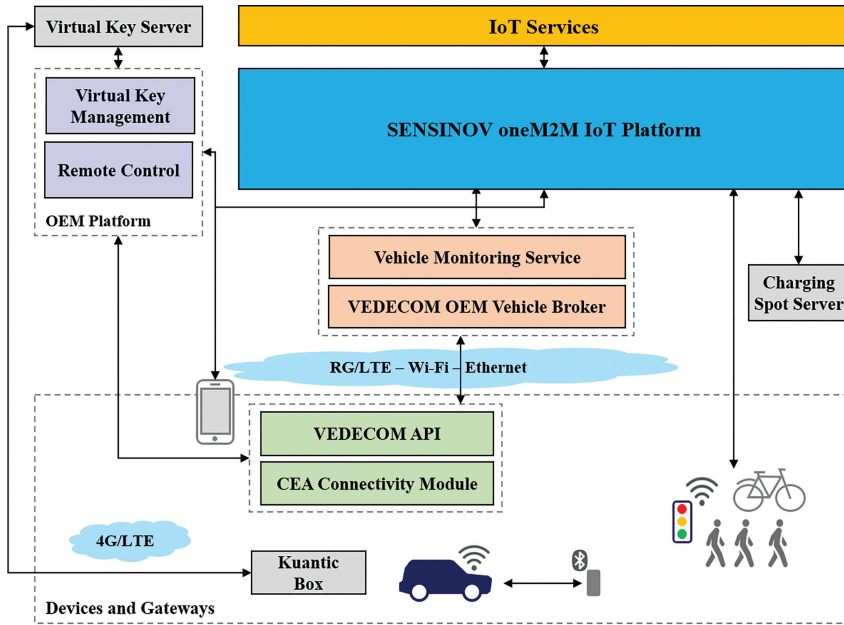 Virtual Key Server
IoT Services
Virtual Key
Management
SENSINOV oneM2M IoT Platform
Remote Control
OEM Platform
Vehicle Monitoring Service
VEDECOM OEM Vehicle Broker
Charging
Spot Server
RG/LTE – Wi-Fi – Ethernet
VEDECOM API
CEA Connectivity Module
4G/LTE
Kuantic
Box
Devices and Gateways